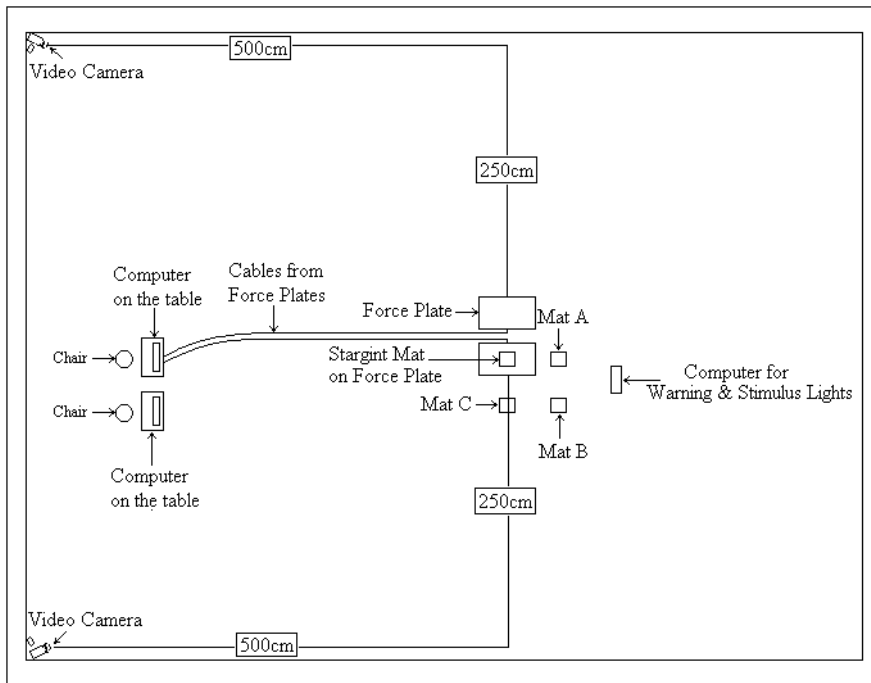 500cm
Video Camera
250cm
Computer
on the table
Cables from
Force Plates
Force Plate
Mat A
Chair
Stargint Mat
on Force Plate
Computer for
Warning & Stimulus Lights
Chair
Mat C
Mat B
Computer
on the table
250cm
Video Camera
500cm